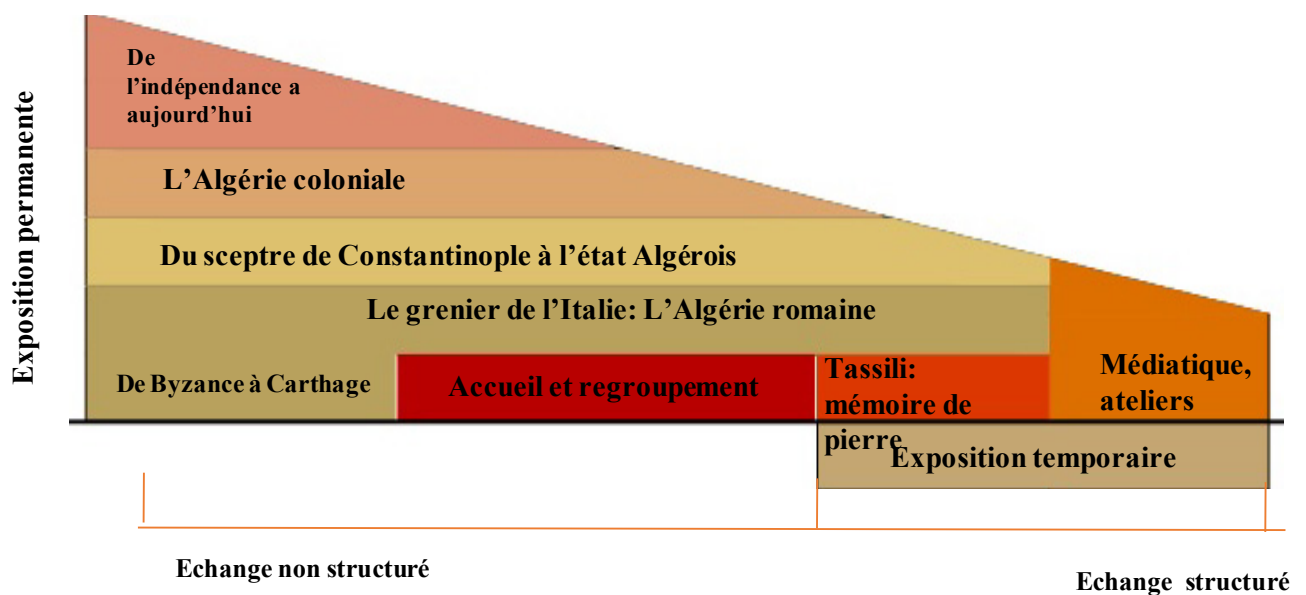 De
l’indépendance a
aujourd’hui
Exposition permanente
L’Algérie coloniale
Du sceptre de Constantinople à l’état Algérois
Le grenier de l’Italie: L’Algérie romaine
De Byzance à Carthage
Accueil et regroupement
Tassili:
mémoire de
pierre
Médiatique,
ateliers
Exposition temporaire
Echange non structuré
Echange structuré